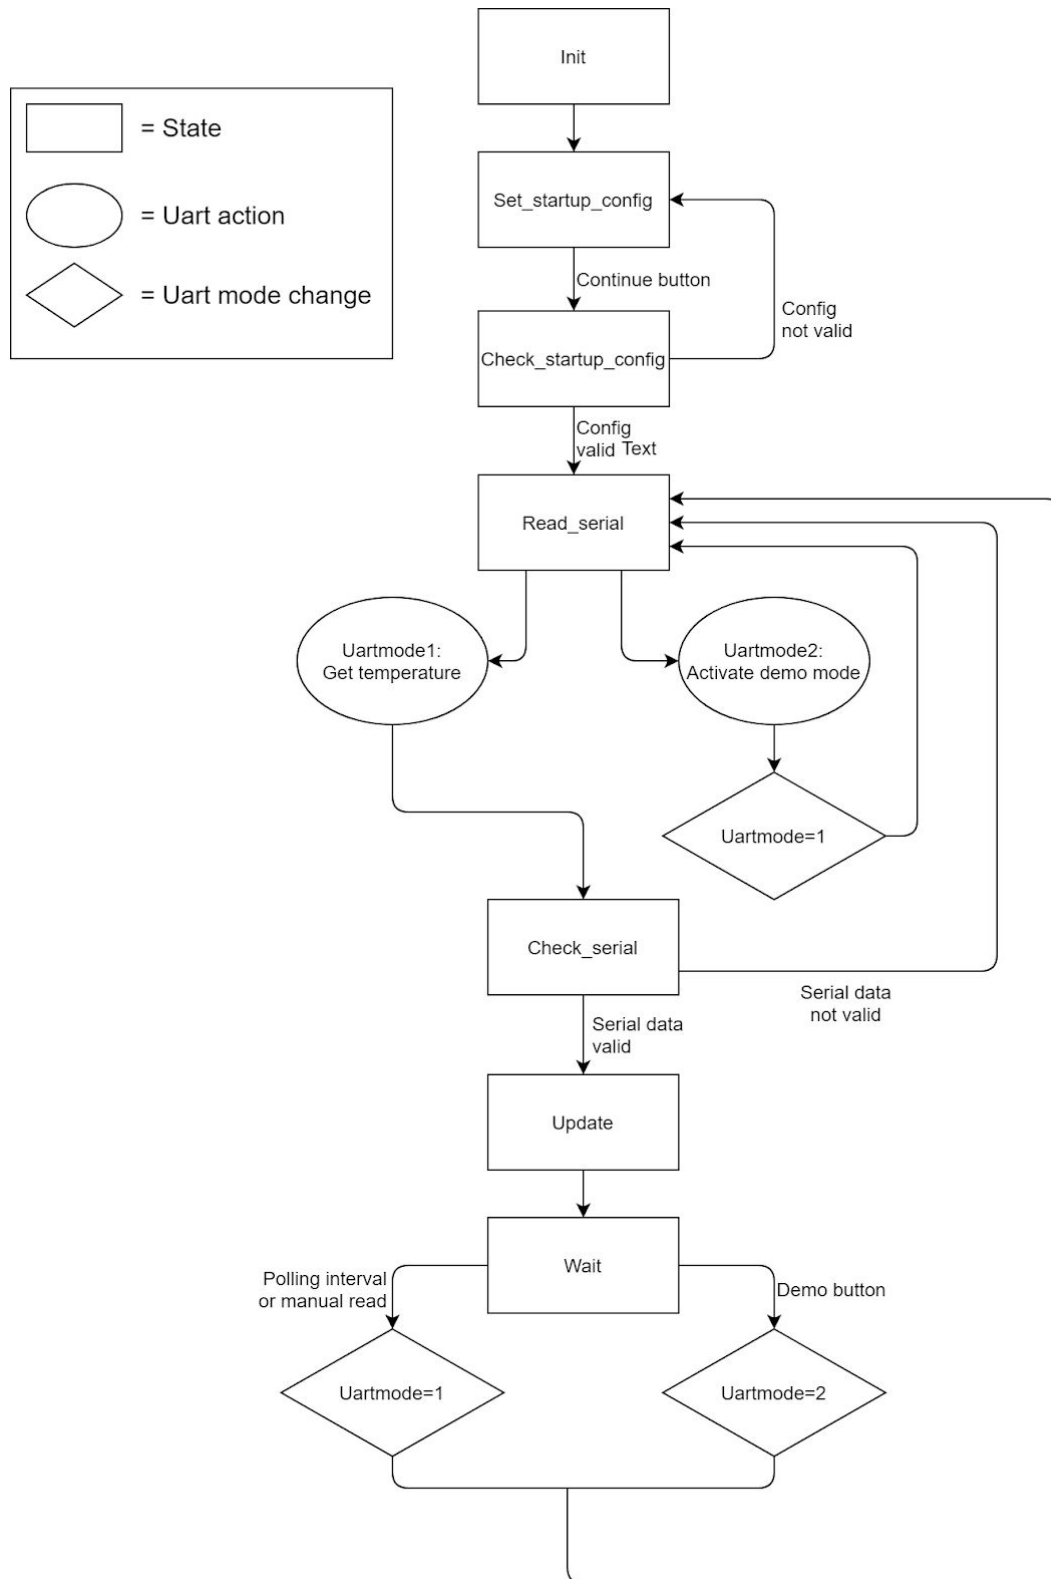 Init
= State
= Uart action
= Uart mode change
Set_startup_config
Continue button
Config
not valid
Check_startup_config
Config
valid Text
Read_serial
Uartmode1:
Get temperature
Uartmode2:
Activate demo mode
Uartmode=1
Check_serial
Serial data
not valid
Serial data
valid
Update
Wait
Polling interval
or manual read
Demo button
Uartmode=1
Uartmode=2